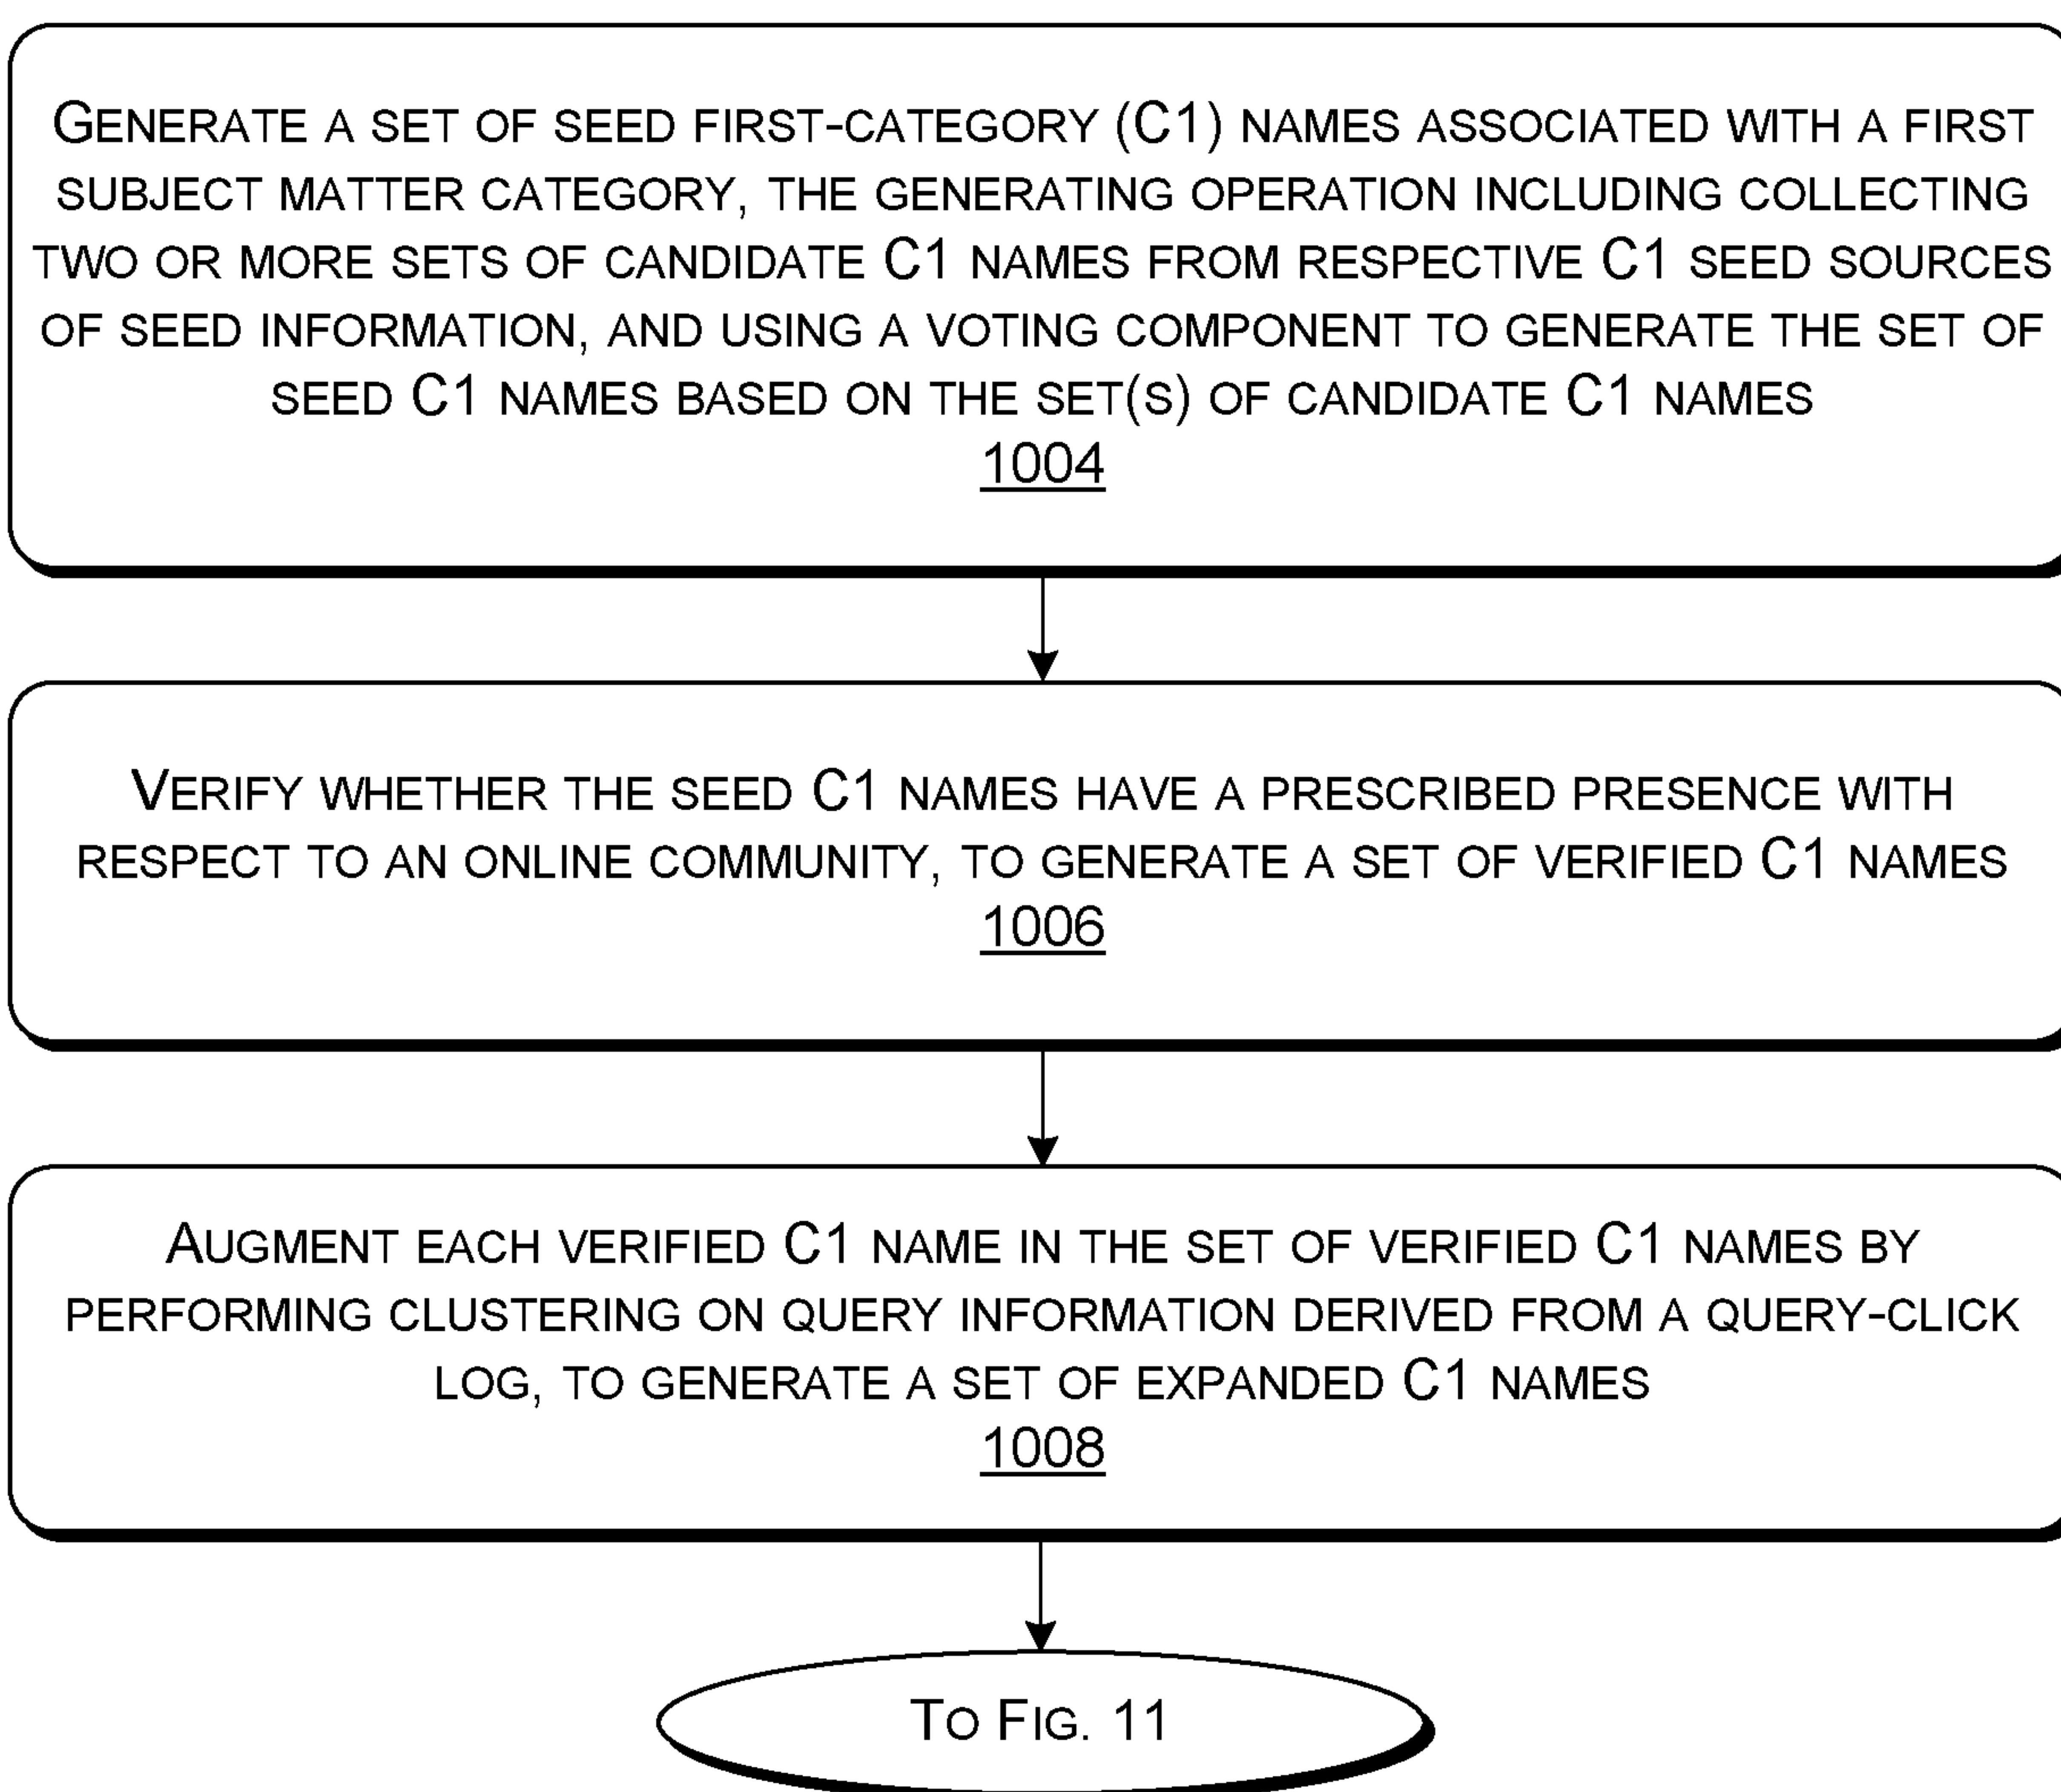 GENERATE A SET OF SEED FIRST-CATEGORY (C1) NAMES ASSOCIATED WITH A FIRST
SUBJECT MATTER CATEGORY, THE GENERATING OPERATION INCLUDING COLLECTING
TWO OR MORE SETS OF CANDIDATE C1 NAMES FROM RESPECTIVE C1 SEED SOURCES
OF SEED INFORMATION, AND USING A VOTING COMPONENT TO GENERATE THE SET OF
SEED C1 NAMES BASED ON THE SET(S) OF CANDIDATE C1 NAMES
1004
VERIFY WHETHER THE SEED C1 NAMES HAVE A PRESCRIBED PRESENCE WITH
RESPECT TO AN ONLINE COMMUNITY, TO GENERATE A SET OF VERIFIED C1 NAMES
1006
AUGMENT EACH VERIFIED C1 NAME IN THE SET OF VERIFIED C1 NAMES BY
PERFORMING CLUSTERING ON QUERY INFORMATION DERIVED FROM A QUERY-CLICK
LOG, TO GENERATE A SET OF EXPANDED C1 NAMES
1008
TO FIG. 11